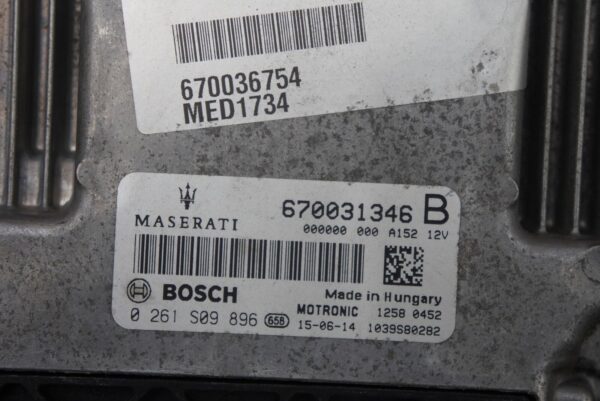 670036754
MED1734
MASERATI
670031346 B
000000 000 A152 12V
BOSCH
Made in Hungary
MOTRONIC 1258 0452
0 261 S09 896 658 15-06-14 1039S80282